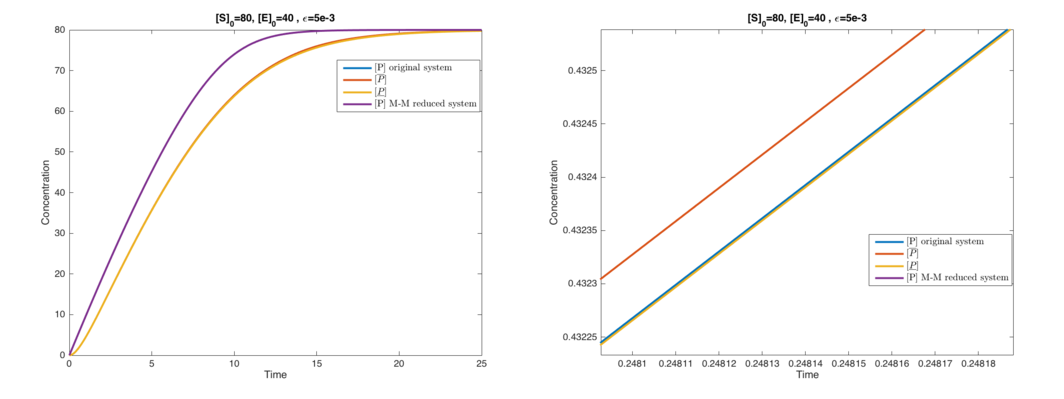 [S]₀=80, [E]₀=40 , ϵ=5e-3
80
70
60
50
40
30
20
10
0
Concentration
0 5 10 15 20 25
Time
[P] original system
[P̅]
[P̲]
[P] M-M reduced system
[S]₀=80, [E]₀=40 , ϵ=5e-3
0.4325
0.43245
0.4324
0.43235
0.4323
0.43225
Concentration
0.2481 0.24811 0.24812 0.24813 0.24814 0.24815 0.24816 0.24817 0.24818
Time
[P] original system
[P̅]
[P̲]
[P] M-M reduced system